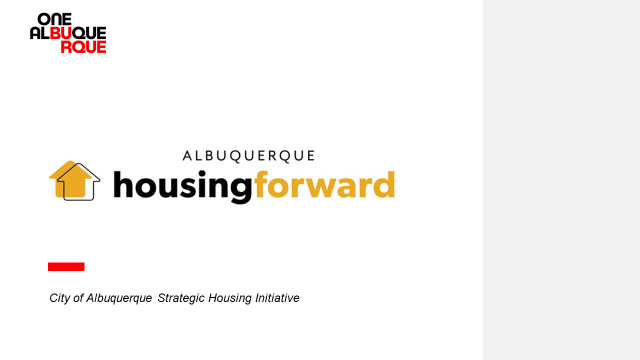 ONE
ALBUQUE
RQUE
ALBUQUERQUE
housingforward
City of Albuquerque Strategic Housing Initiative